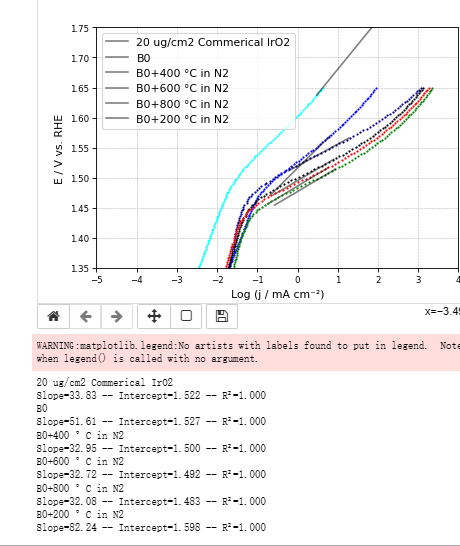 1.75
1.70
1.65
1.60
1.55
1.50
1.45
1.40
1.35
E / V vs. RHE
20 ug/cm2 Commerical IrO2
B0
B0+400 °C in N2
B0+600 °C in N2
B0+800 °C in N2
B0+200 °C in N2
−5 −4 −3 −2 −1 0 1 2 3 4
Log (j / mA cm⁻²)
x=−3.49
WARNING:matplotlib.legend:No artists with labels found to put in legend.  Note
when legend() is called with no argument.
20 ug/cm2 Commerical IrO2
Slope=33.83 -- Intercept=1.522 -- R²=1.000
B0
Slope=51.61 -- Intercept=1.527 -- R²=1.000
B0+400 ° C in N2
Slope=32.95 -- Intercept=1.500 -- R²=1.000
B0+600 ° C in N2
Slope=32.72 -- Intercept=1.492 -- R²=1.000
B0+800 ° C in N2
Slope=32.08 -- Intercept=1.483 -- R²=1.000
B0+200 ° C in N2
Slope=82.24 -- Intercept=1.598 -- R²=1.000